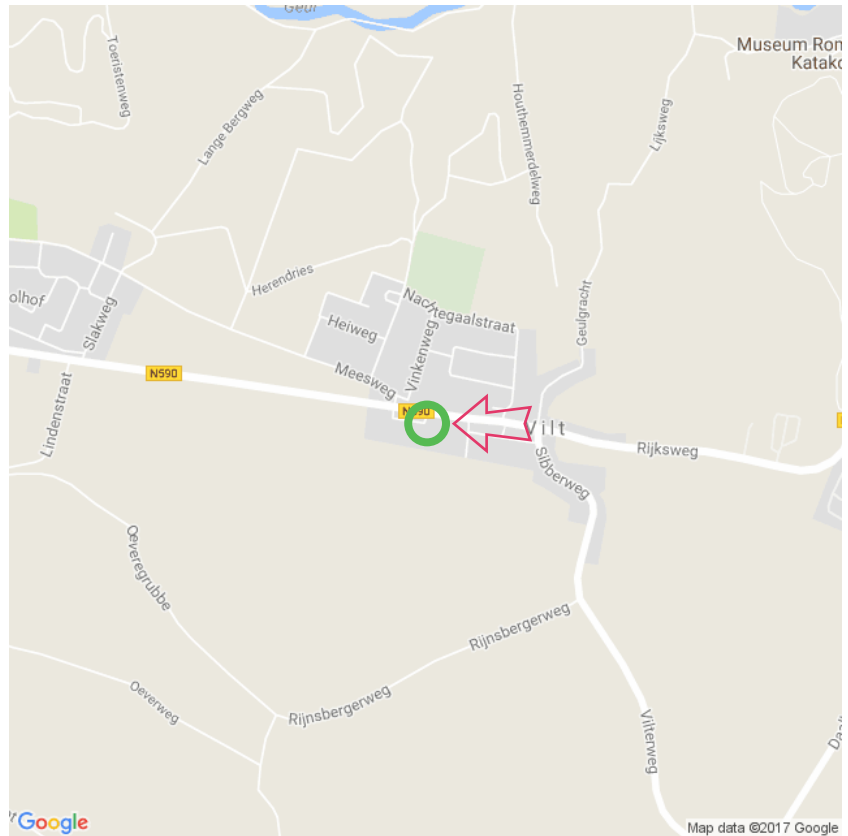 Geul
Toeristenweg
Museum Rom
Katako
Lange Bergweg
Houthemmerdelweg
Lijksweg
olhof
Slakweg
Herendries
Nachtegaalstraat
Geulgracht
Heiweg
Vinkenweg
Meesweg
N590
N590
Lindenstraat
Vilt
Rijksweg
Sibberweg
Oeveregrubbe
Rijnsbergerweg
Oeverweg
Rijnsbergerweg
Vilterweg
Daal
Google
Map data ©2017 Google